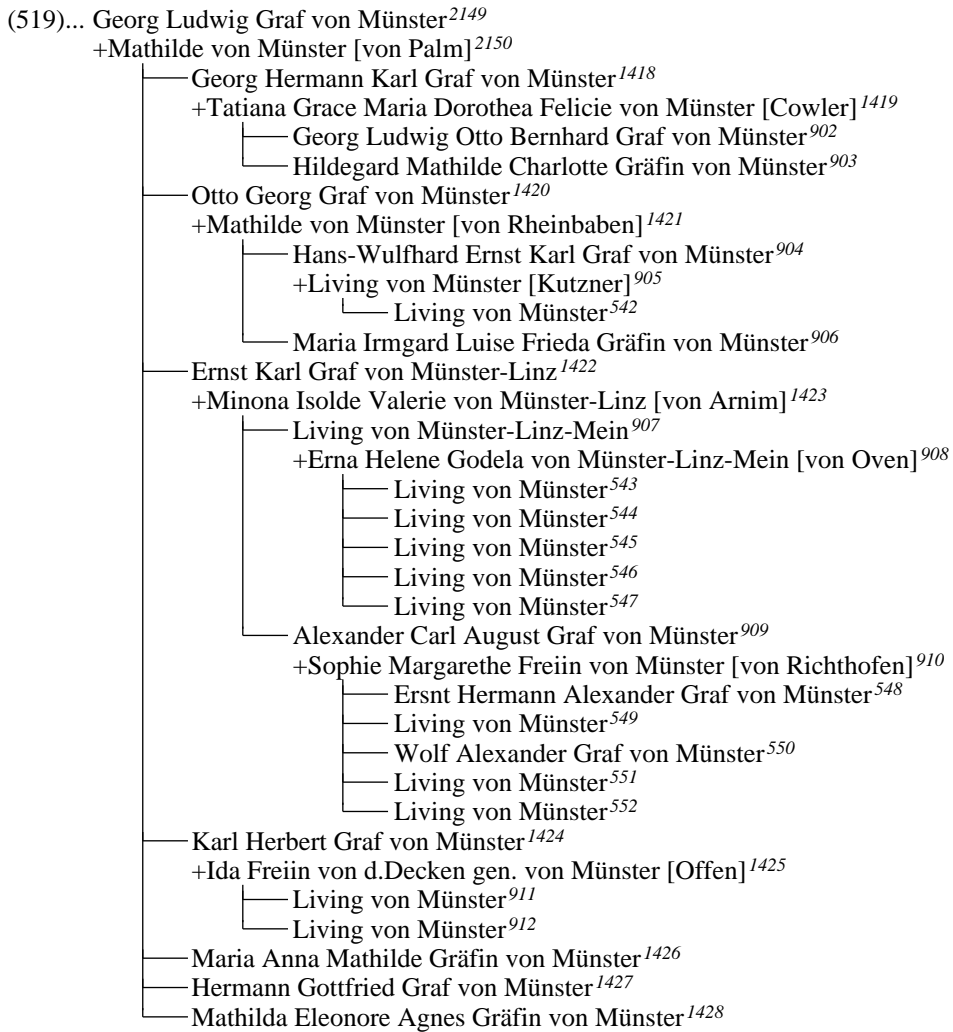 (519)... Georg Ludwig Graf von Münster2149
+Mathilde von Münster [von Palm]2150
Georg Hermann Karl Graf von Münster1418
+Tatiana Grace Maria Dorothea Felicie von Münster [Cowler]1419
Georg Ludwig Otto Bernhard Graf von Münster902
Hildegard Mathilde Charlotte Gräfin von Münster903
Otto Georg Graf von Münster1420
+Mathilde von Münster [von Rheinbaben]1421
Hans-Wulfhard Ernst Karl Graf von Münster904
+Living von Münster [Kutzner]905
Living von Münster542
Maria Irmgard Luise Frieda Gräfin von Münster906
Ernst Karl Graf von Münster-Linz1422
+Minona Isolde Valerie von Münster-Linz [von Arnim]1423
Living von Münster-Linz-Mein907
+Erna Helene Godela von Münster-Linz-Mein [von Oven]908
Living von Münster543
Living von Münster544
Living von Münster545
Living von Münster546
Living von Münster547
Alexander Carl August Graf von Münster909
+Sophie Margarethe Freiin von Münster [von Richthofen]910
Ersnt Hermann Alexander Graf von Münster548
Living von Münster549
Wolf Alexander Graf von Münster550
Living von Münster551
Living von Münster552
Karl Herbert Graf von Münster1424
+Ida Freiin von d.Decken gen. von Münster [Offen]1425
Living von Münster911
Living von Münster912
Maria Anna Mathilde Gräfin von Münster1426
Hermann Gottfried Graf von Münster1427
Mathilda Eleonore Agnes Gräfin von Münster1428